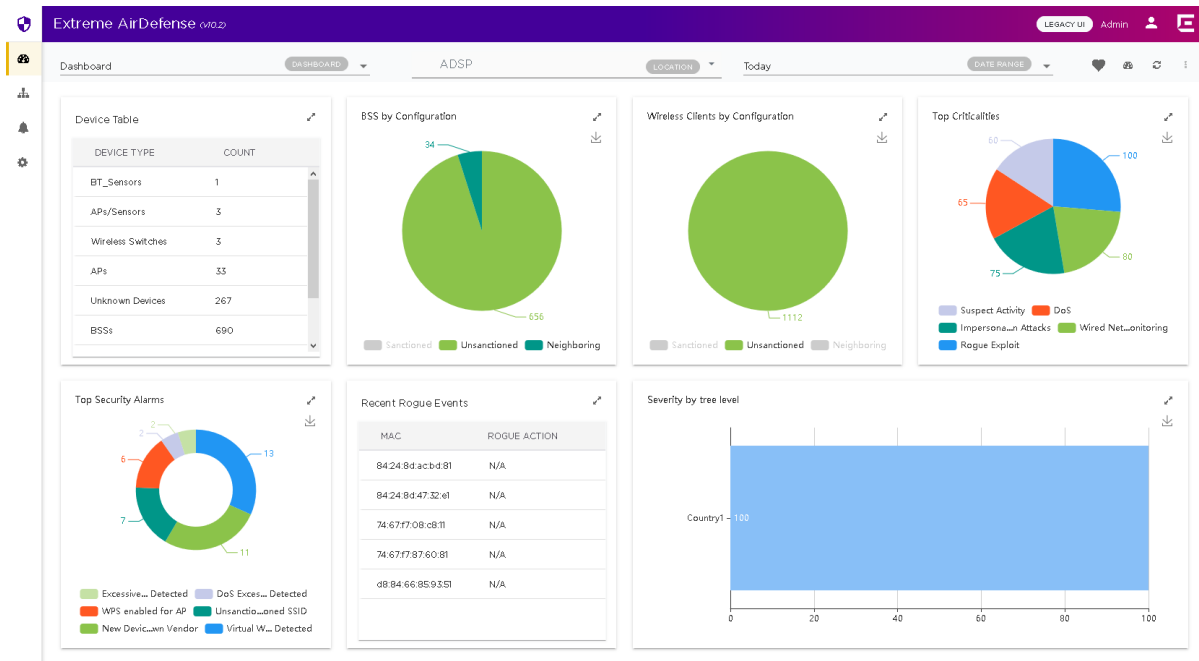 Extreme AirDefense (v10.2)
LEGACY UI Admin
Dashboard DASHBOARD
ADSP LOCATION
Today DATE RANGE
Device Table
DEVICE TYPE COUNT
BT_Sensors 1
APs/Sensors 3
Wireless Switches 3
APs 33
Unknown Devices 267
BSSs 690
BSS by Configuration
34
656
Sanctioned Unsanctioned Neighboring
Wireless Clients by Configuration
1112
Sanctioned Unsanctioned Neighboring
Top Criticalities
60
100
65
80
75
Suspect Activity DoS
Impersona...n Attacks Wired Net...onitoring
Rogue Exploit
Top Security Alarms
2
2
13
6
7
11
Excessive... Detected DoS Exces... Detected
WPS enabled for AP Unsanctio...oned SSID
New Devic...wn Vendor Virtual W... Detected
Recent Rogue Events
MAC ROGUE ACTION
84:24:8d:ac:bd:81 N/A
84:24:8d:47:32:e1 N/A
74:67:f7:08:c8:11 N/A
74:67:f7:87:60:81 N/A
d8:84:66:85:93:51 N/A
Severity by tree level
Country1 100
0 20 40 60 80 100